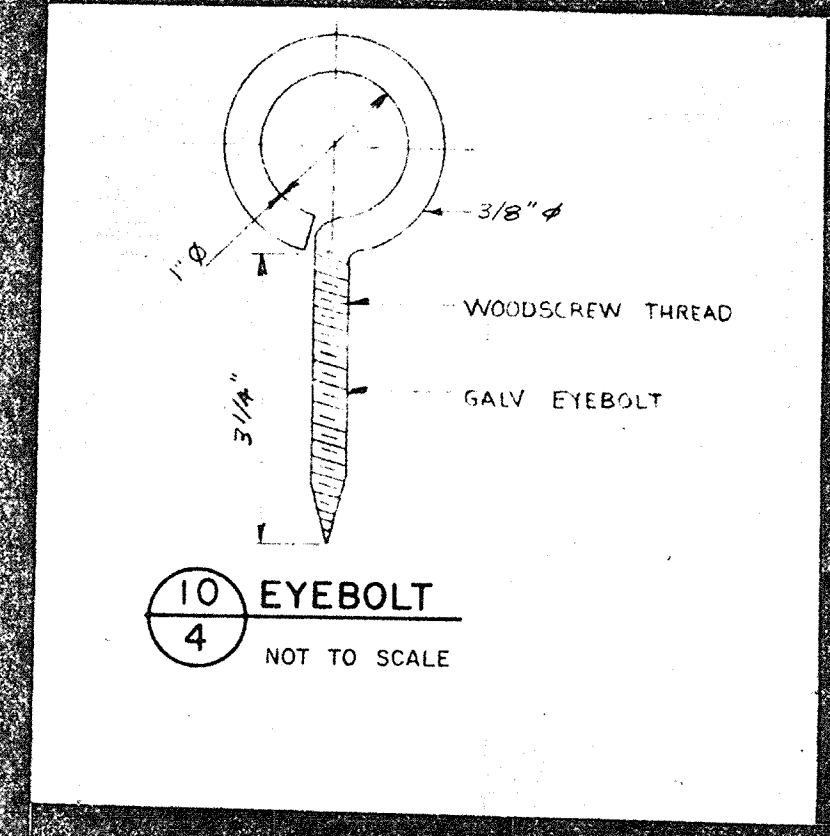 3/8" ϕ
1" ϕ
WOODSCREW THREAD
GALV EYEBOLT
3 1/4"
10 EYEBOLT
4
NOT TO SCALE